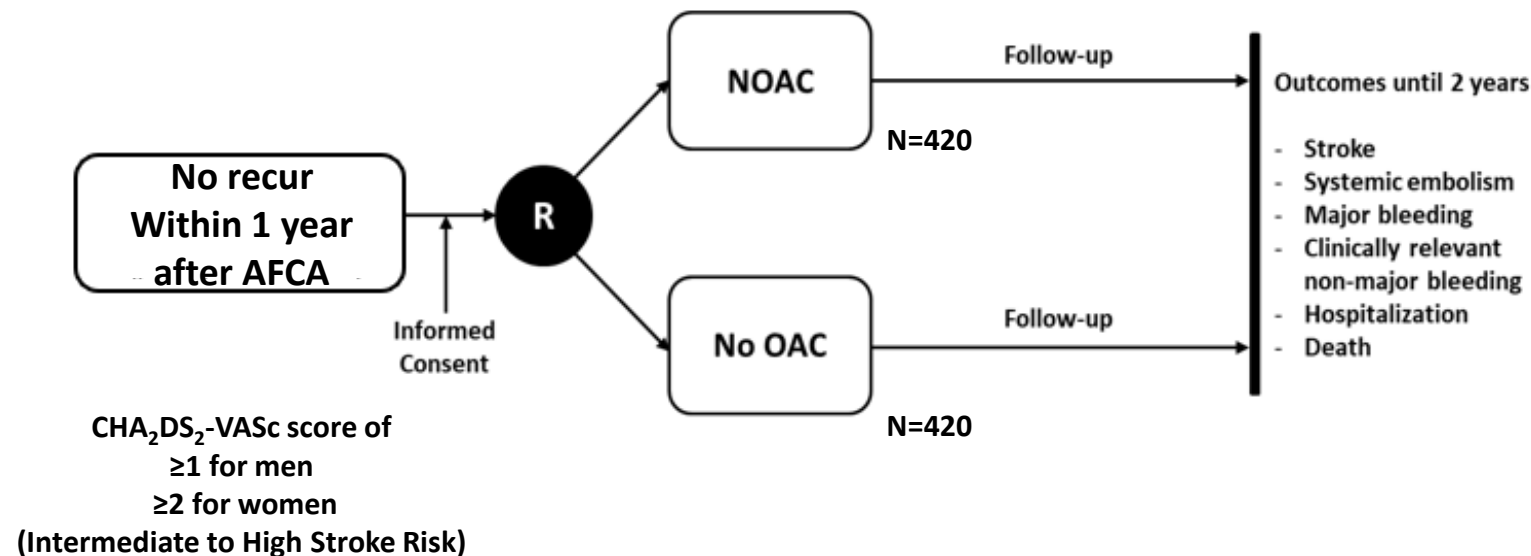 No recur
Within 1 year
after AFCA
Informed
Consent
CHA₂DS₂-VASc score of
≥1 for men
≥2 for women
(Intermediate to High Stroke Risk)
R
NOAC
N=420
Follow-up
No OAC
N=420
Follow-up
Outcomes until 2 years
- Stroke
- Systemic embolism
- Major bleeding
- Clinically relevant
non-major bleeding
- Hospitalization
- Death